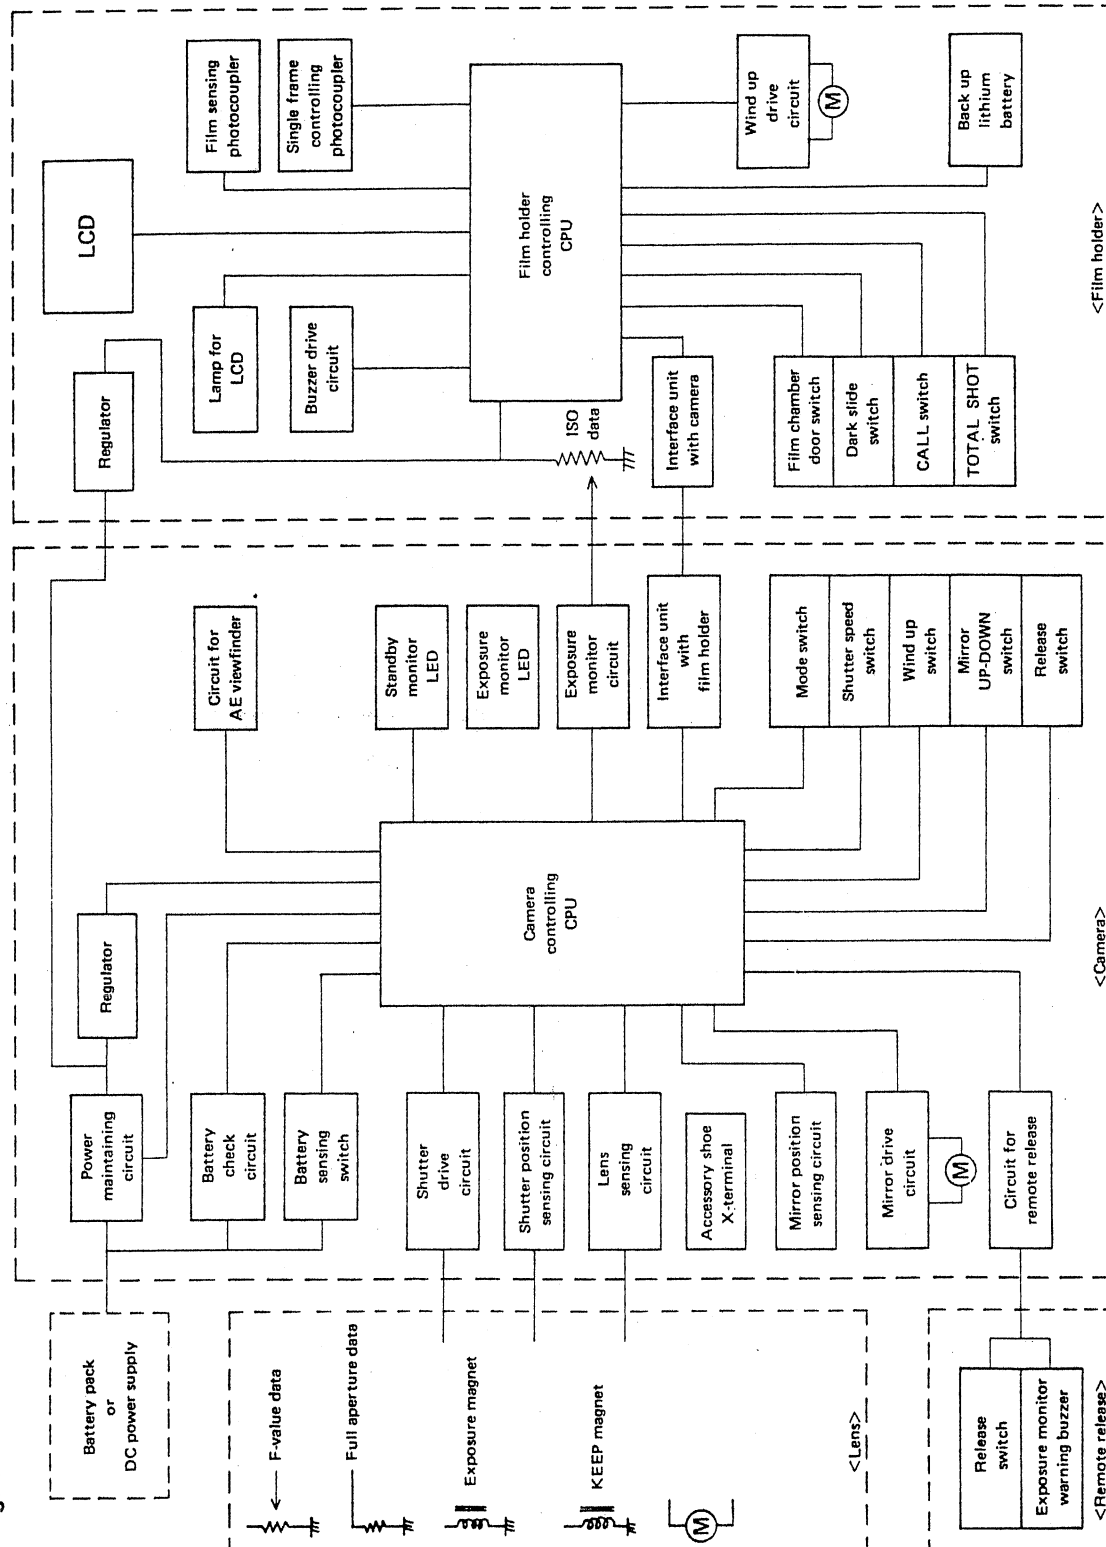 Battery pack
or
DC power supply
F-value data
Full aperture data
Exposure magnet
KEEP magnet
M
<Lens>
Release
switch
Exposure monitor
warning buzzer
<Remote release>
Power
maintaining
circuit
Regulator
Battery
check
circuit
Battery
sensing
switch
Shutter
drive
circuit
Shutter position
sensing circuit
Lens
sensing
circuit
Accessory shoe
X-terminal
Mirror position
sensing circuit
Mirror drive
circuit
M
Circuit for
remote release
Camera
controlling
CPU
Circuit for
AE viewfinder
Standby
monitor
LED
Exposure
monitor
LED
Exposure
monitor
circuit
Interface unit
with
film holder
Mode switch
Shutter speed
switch
Wind up
switch
Mirror
UP-DOWN
switch
Release
switch
<Camera>
Regulator
LCD
Lamp for
LCD
Buzzer drive
circuit
Film sensing
photocoupler
Single frame
controlling
photocoupler
Film holder
controlling
CPU
ISO
data
Interface unit
with camera
Wind up
drive
circuit
M
Film chamber
door switch
Dark slide
switch
CALL switch
TOTAL SHOT
switch
Back up
lithium
battery
<Film holder>